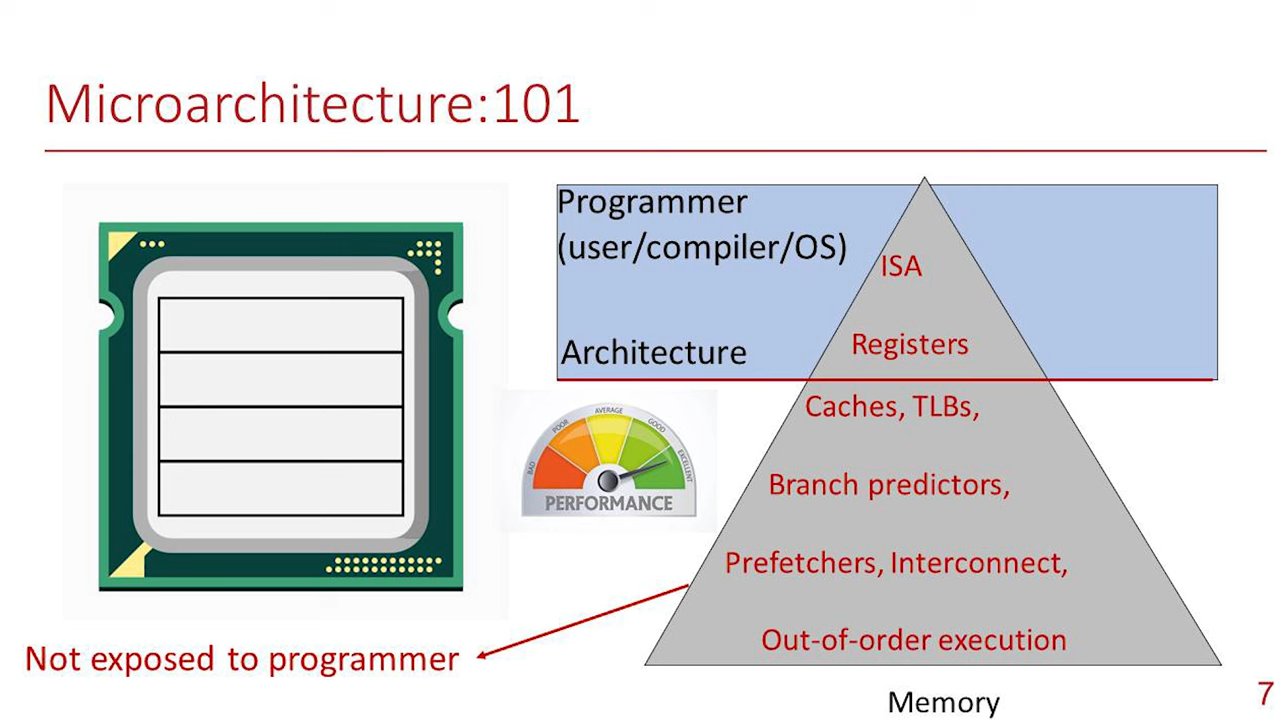 Microarchitecture:101
Programmer
(user/compiler/OS)
ISA
Architecture
Registers
Caches, TLBs,
BAD
POOR
AVERAGE
GOOD
EXCELLENT
PERFORMANCE
Branch predictors,
Prefetchers, Interconnect,
Out-of-order execution
Not exposed to programmer
Memory
7